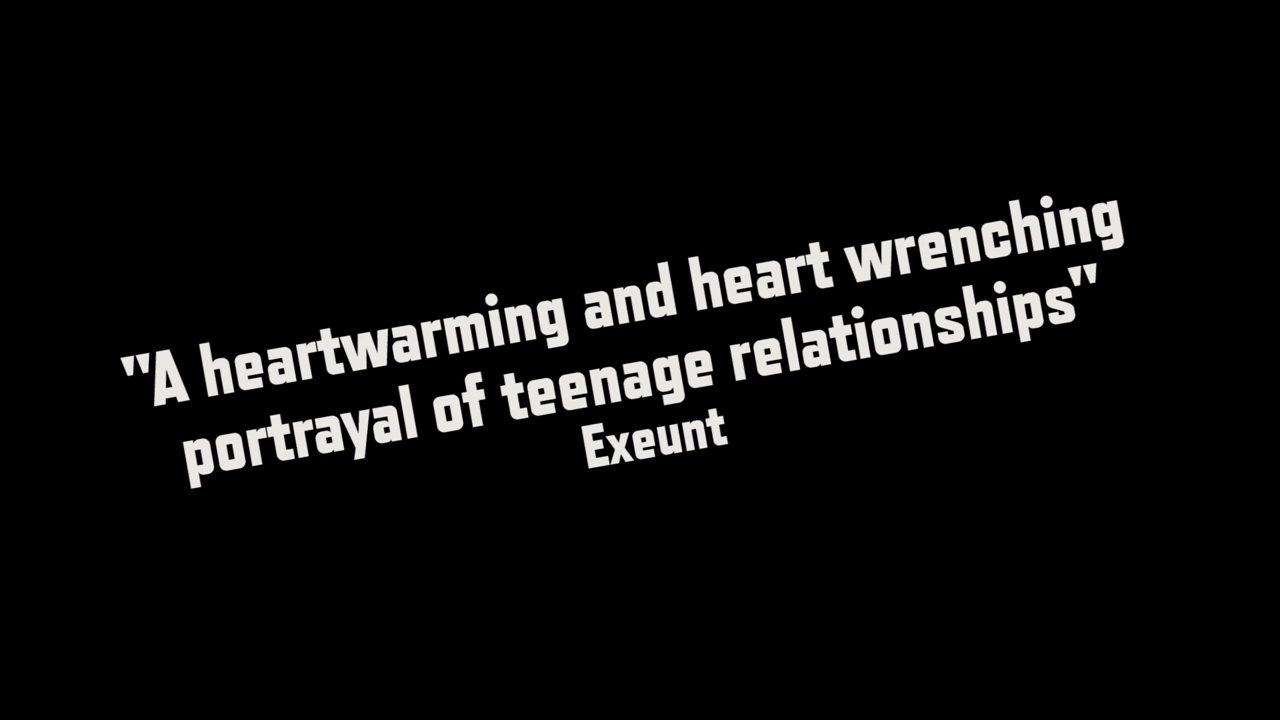 "A heartwarming and heart wrenching
portrayal of teenage relationships"
Exeunt